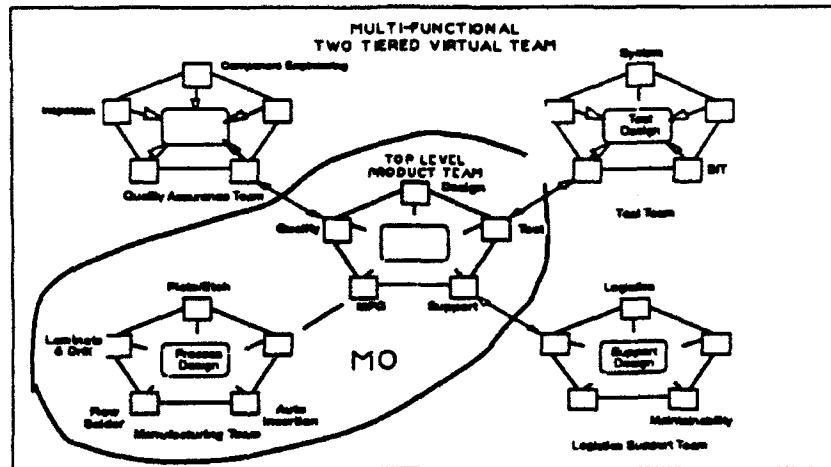 MULTI-FUNCTIONAL
TWO TIERED VIRTUAL TEAM
Component Engineering
Inspection
Quality Assurance Team
System
Test
Design
BIT
Test Team
TOP LEVEL
PRODUCT TEAM
Design
Quality
Test
MFG
Support
Plate/Etch
Laminate
& Drill
Process
Design
Flow
Solder
Auto
Insertion
Manufacturing Team
MO
Logistics
Support
Design
Maintainability
Logistics Support Team